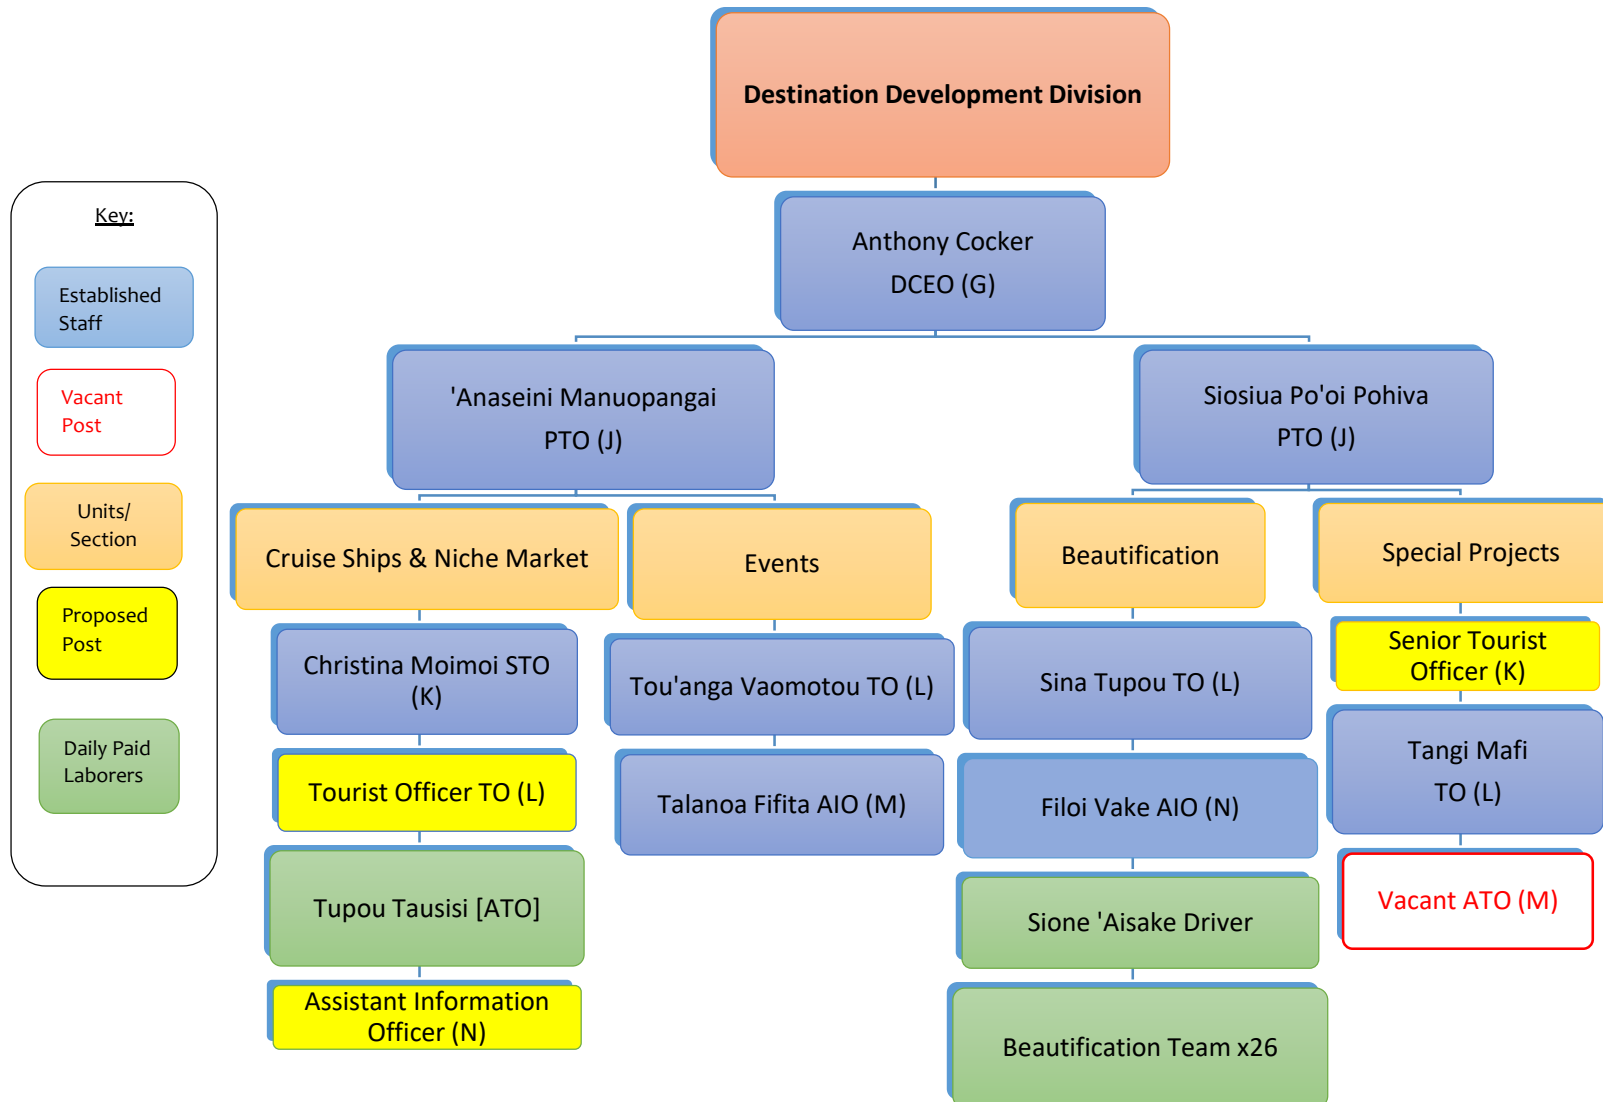 Destination Development Division
Key:
Established
Staff
Vacant
Post
Units/
Section
Proposed
Post
Daily Paid
Laborers
Anthony Cocker
DCEO (G)
'Anaseini Manuopangai
PTO (J)
Siosiua Po'oi Pohiva
PTO (J)
Cruise Ships & Niche Market
Events
Beautification
Special Projects
Christina Moimoi STO
(K)
Tourist Officer TO (L)
Tupou Tausisi [ATO]
Assistant Information
Officer (N)
Tou'anga Vaomotou TO (L)
Talanoa Fifita AIO (M)
Sina Tupou TO (L)
Filoi Vake AIO (N)
Sione 'Aisake Driver
Beautification Team x26
Senior Tourist
Officer (K)
Tangi Mafi
TO (L)
Vacant ATO (M)